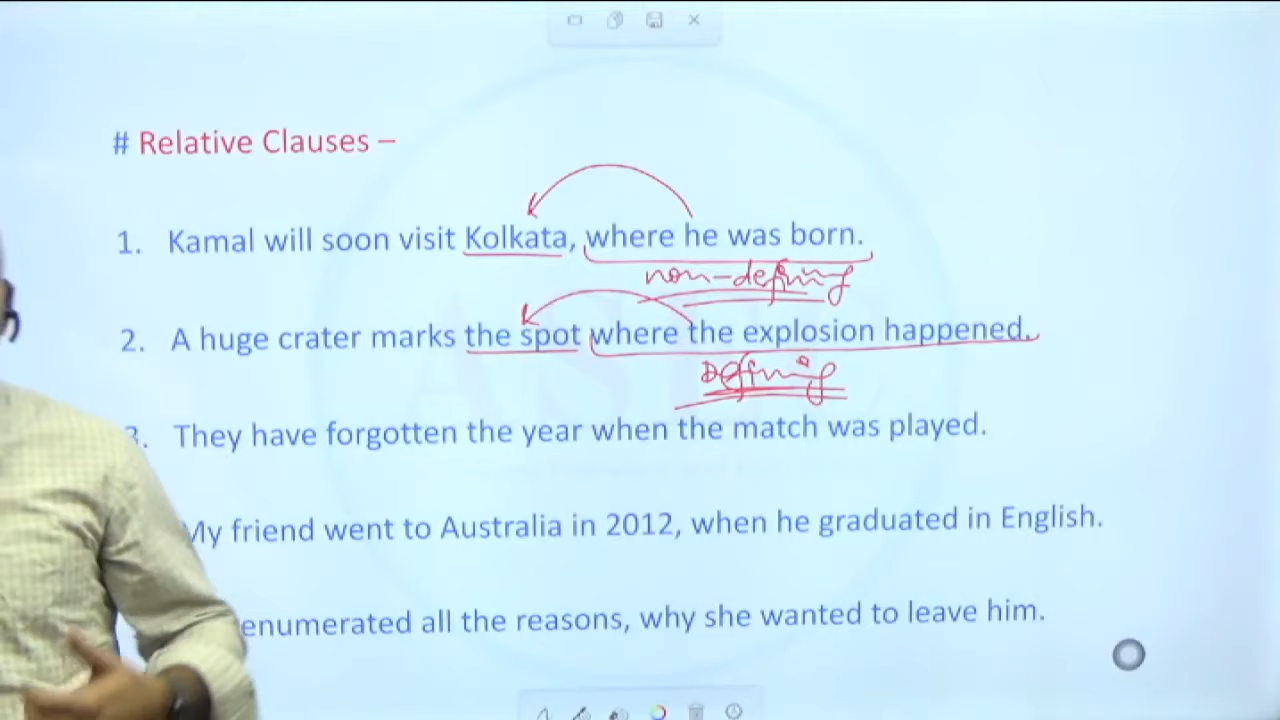 # Relative Clauses –
1. Kamal will soon visit Kolkata, where he was born.
non-defining
2. A huge crater marks the spot where the explosion happened.
Defining
3. They have forgotten the year when the match was played.
My friend went to Australia in 2012, when he graduated in English.
enumerated all the reasons, why she wanted to leave him.